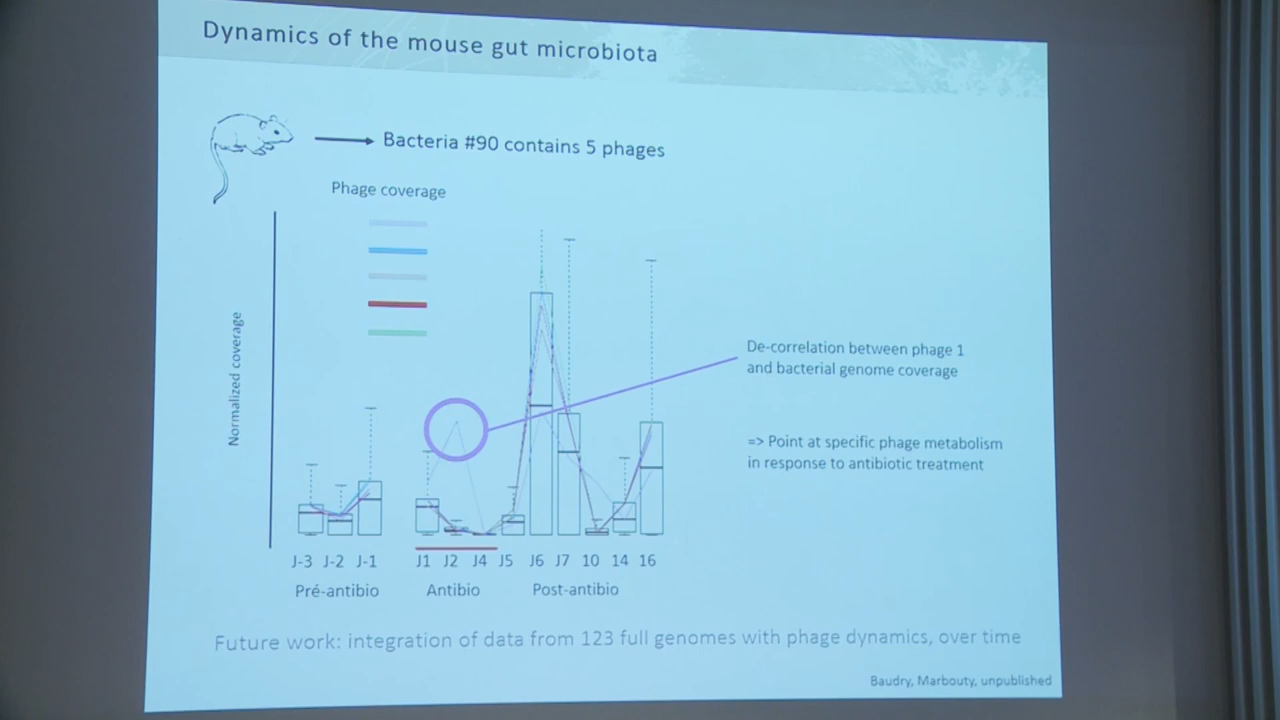 Dynamics of the mouse gut microbiota
Bacteria #90 contains 5 phages
Phage coverage
Normalized coverage
De-correlation between phage 1
and bacterial genome coverage
=> Point at specific phage metabolism
in response to antibiotic treatment
J-3 J-2 J-1 J1 J2 J4 J5 J6 J7 10 14 16
Pré-antibio Antibio Post-antibio
Future work: integration of data from 123 full genomes with phage dynamics, over time
Baudry, Marbouty, unpublished